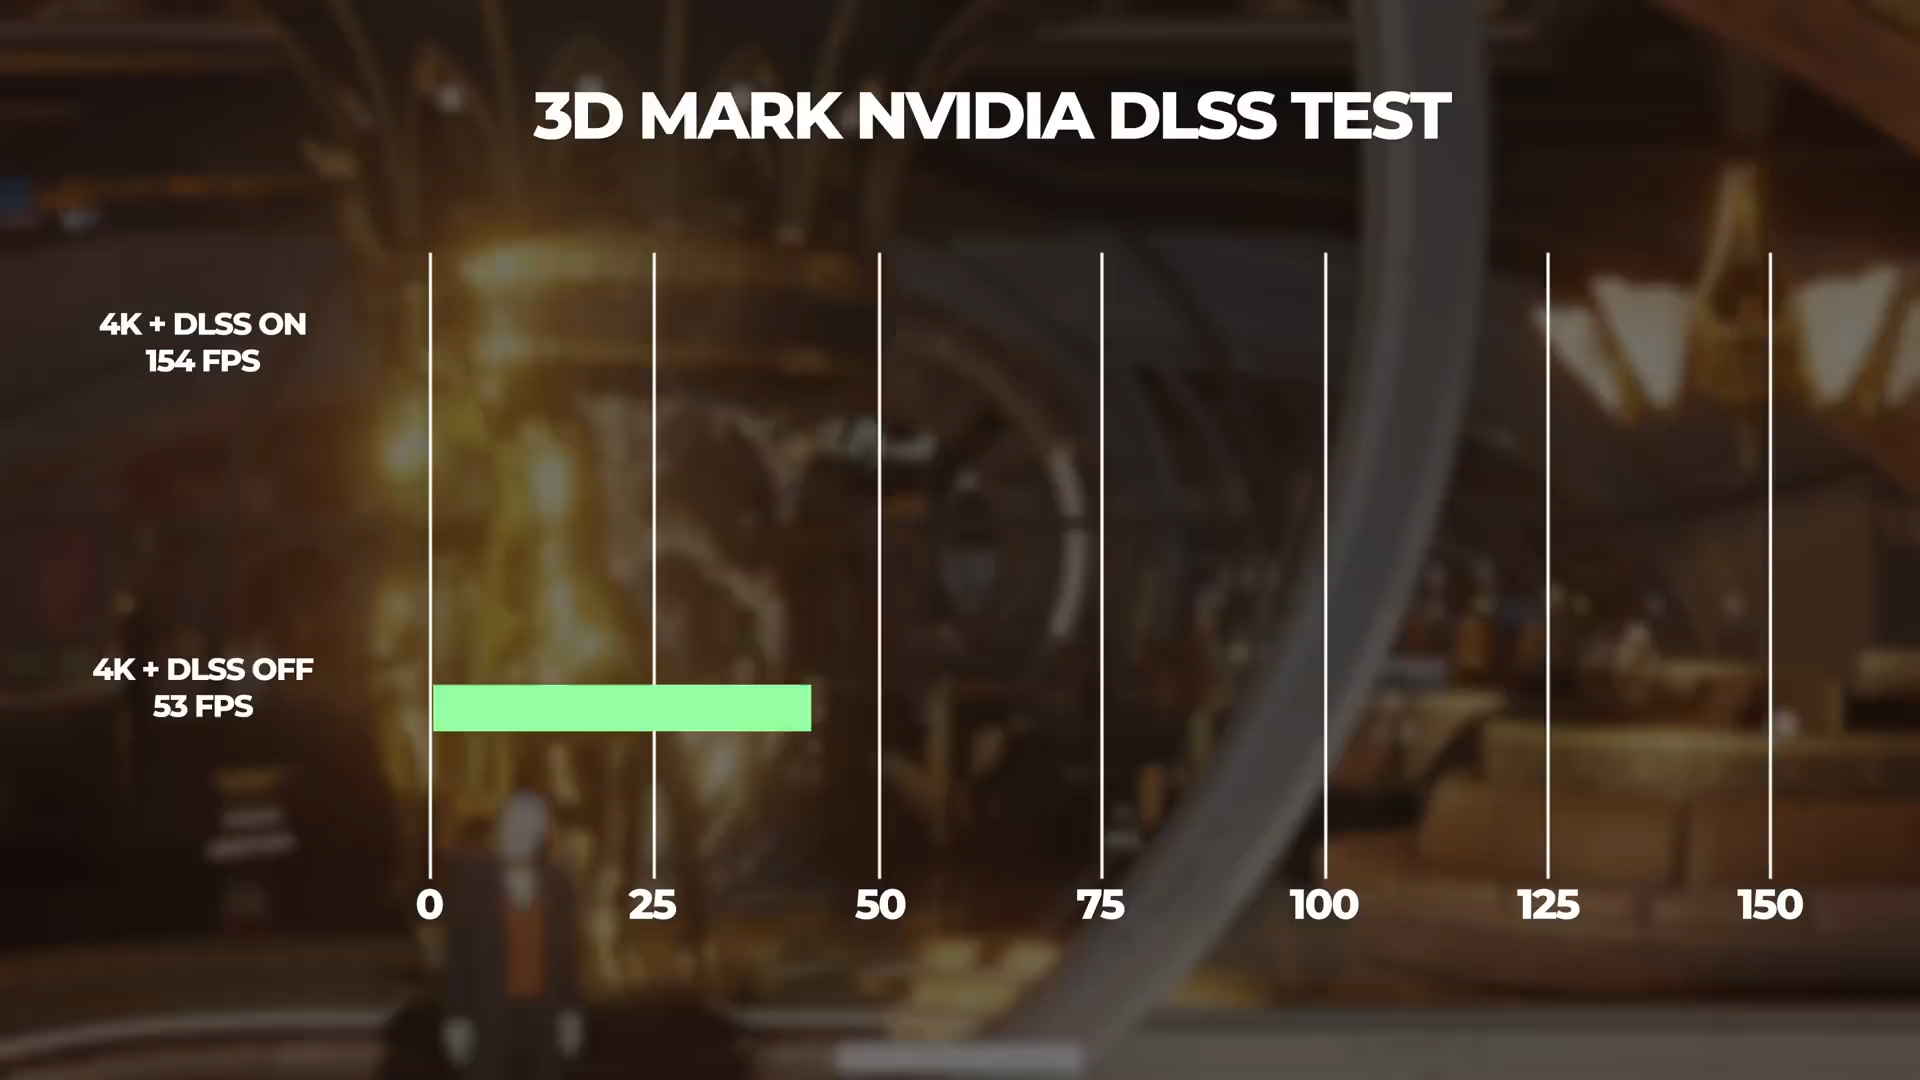 3D MARK NVIDIA DLSS TEST
4K + DLSS ON
154 FPS
4K + DLSS OFF
53 FPS
0 25 50 75 100 125 150